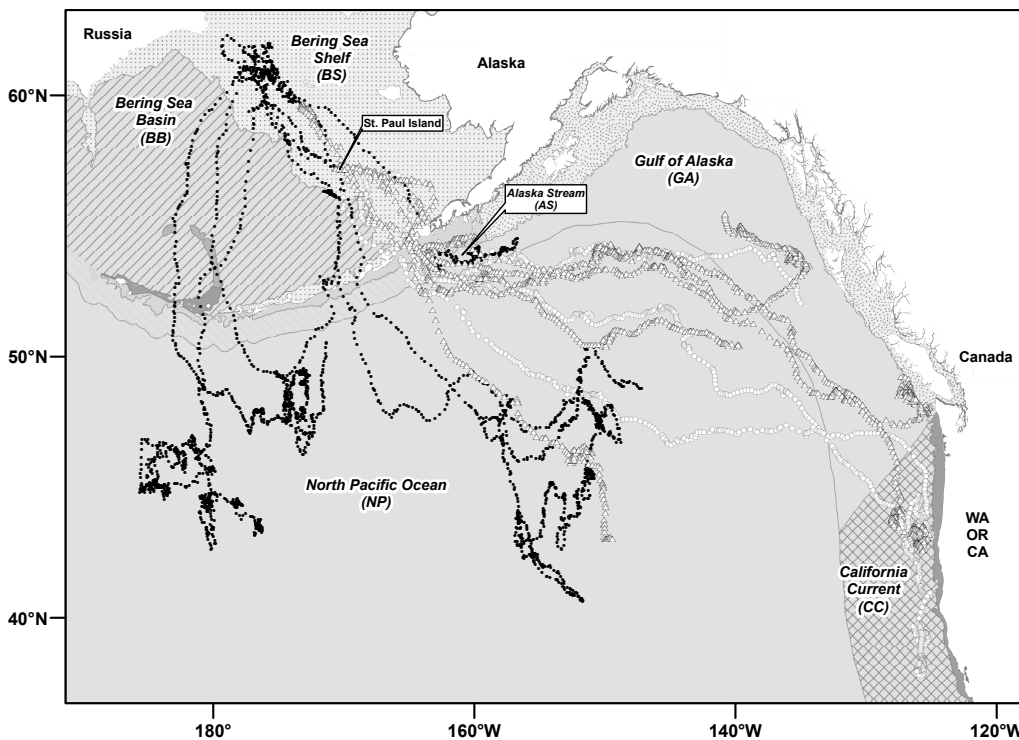 Russia
Bering Sea
Shelf
(BS)
Alaska
60°N
Bering Sea
Basin
(BB)
St. Paul Island
Gulf of Alaska
(GA)
Alaska Stream
(AS)
50°N
Canada
North Pacific Ocean
(NP)
WA
OR
CA
California
Current
(CC)
40°N
180°
160°W
140°W
120°W